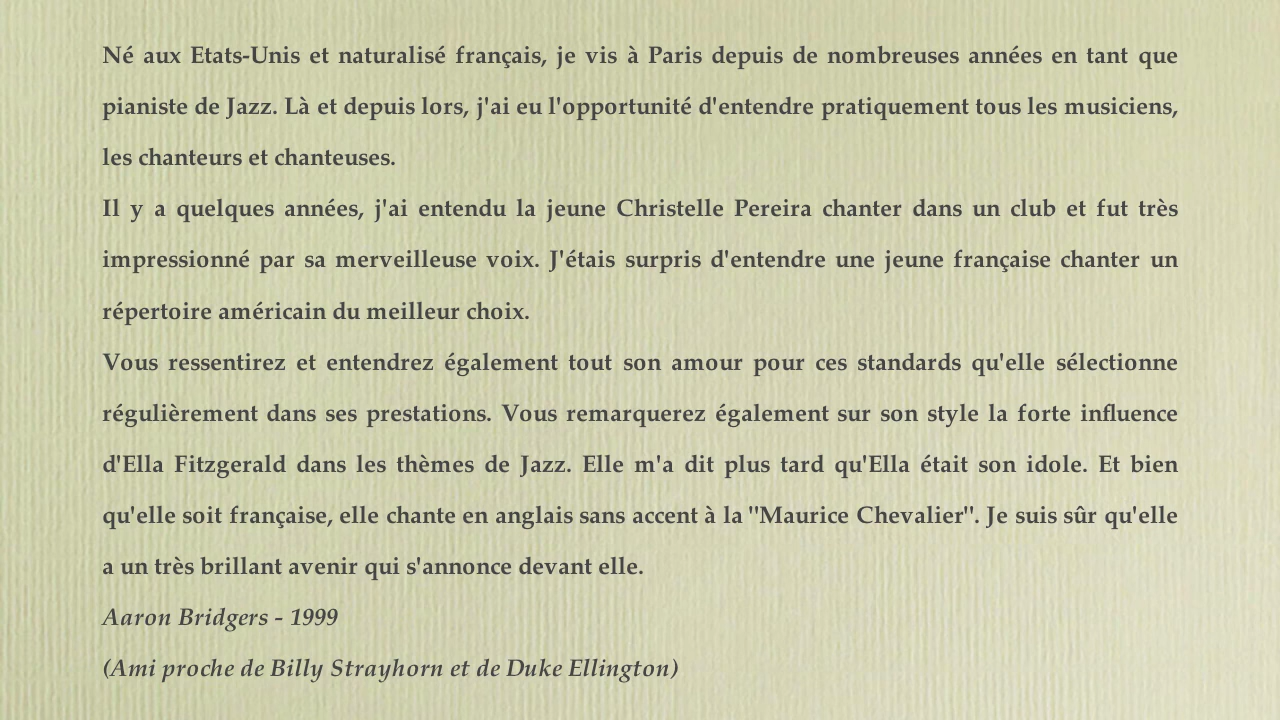 Né aux Etats-Unis et naturalisé français, je vis à Paris depuis de nombreuses années en tant que
pianiste de Jazz. Là et depuis lors, j'ai eu l'opportunité d'entendre pratiquement tous les musiciens,
les chanteurs et chanteuses.
Il y a quelques années, j'ai entendu la jeune Christelle Pereira chanter dans un club et fut très
impressionné par sa merveilleuse voix. J'étais surpris d'entendre une jeune française chanter un
répertoire américain du meilleur choix.
Vous ressentirez et entendrez également tout son amour pour ces standards qu'elle sélectionne
régulièrement dans ses prestations. Vous remarquerez également sur son style la forte influence
d'Ella Fitzgerald dans les thèmes de Jazz. Elle m'a dit plus tard qu'Ella était son idole. Et bien
qu'elle soit française, elle chante en anglais sans accent à la "Maurice Chevalier". Je suis sûr qu'elle
a un très brillant avenir qui s'annonce devant elle.
Aaron Bridgers - 1999
(Ami proche de Billy Strayhorn et de Duke Ellington)